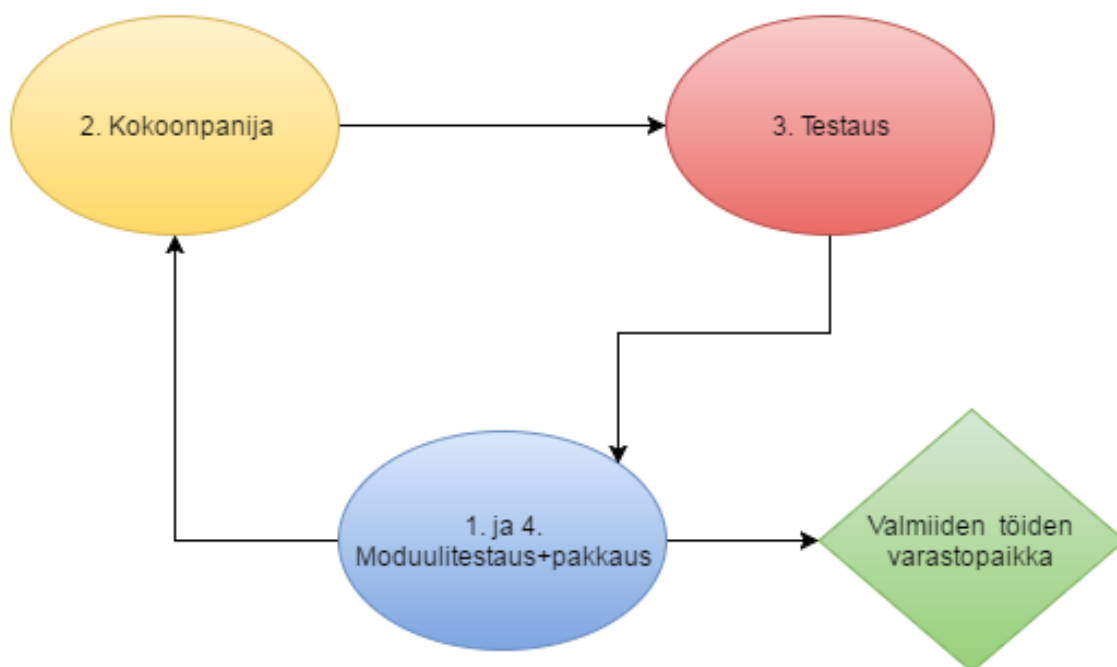 2. Kokoonpanija
3. Testaus
1. ja 4.
Moduulitestaus+pakkaus
Valmiiden töiden
varastopaikka